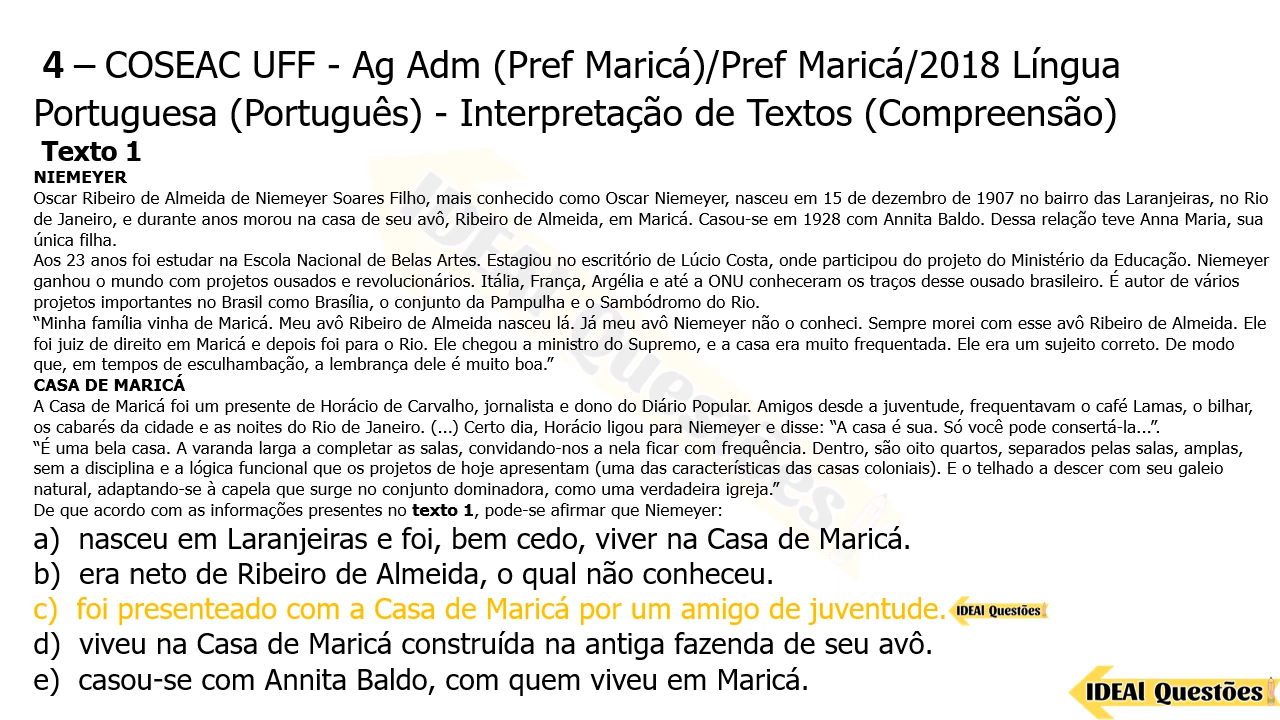 4 – COSEAC UFF - Ag Adm (Pref Maricá)/Pref Maricá/2018 Língua
Portuguesa (Português) - Interpretação de Textos (Compreensão)
Texto 1
NIEMEYER
Oscar Ribeiro de Almeida de Niemeyer Soares Filho, mais conhecido como Oscar Niemeyer, nasceu em 15 de dezembro de 1907 no bairro das Laranjeiras, no Rio
de Janeiro, e durante anos morou na casa de seu avô, Ribeiro de Almeida, em Maricá. Casou-se em 1928 com Annita Baldo. Dessa relação teve Anna Maria, sua
única filha.
Aos 23 anos foi estudar na Escola Nacional de Belas Artes. Estagiou no escritório de Lúcio Costa, onde participou do projeto do Ministério da Educação. Niemeyer
ganhou o mundo com projetos ousados e revolucionários. Itália, França, Argélia e até a ONU conheceram os traços desse ousado brasileiro. É autor de vários
projetos importantes no Brasil como Brasília, o conjunto da Pampulha e o Sambódromo do Rio.
“Minha família vinha de Maricá. Meu avô Ribeiro de Almeida nasceu lá. Já meu avô Niemeyer não o conheci. Sempre morei com esse avô Ribeiro de Almeida. Ele
foi juiz de direito em Maricá e depois foi para o Rio. Ele chegou a ministro do Supremo, e a casa era muito frequentada. Ele era um sujeito correto. De modo
que, em tempos de esculhambação, a lembrança dele é muito boa.”
CASA DE MARICÁ
A Casa de Maricá foi um presente de Horácio de Carvalho, jornalista e dono do Diário Popular. Amigos desde a juventude, frequentavam o café Lamas, o bilhar,
os cabarés da cidade e as noites do Rio de Janeiro. (...) Certo dia, Horácio ligou para Niemeyer e disse: “A casa é sua. Só você pode consertá-la...”.
“É uma bela casa. A varanda larga a completar as salas, convidando-nos a nela ficar com frequência. Dentro, são oito quartos, separados pelas salas, amplas,
sem a disciplina e a lógica funcional que os projetos de hoje apresentam (uma das características das casas coloniais). E o telhado a descer com seu galeio
natural, adaptando-se à capela que surge no conjunto dominadora, como uma verdadeira igreja.”
De que acordo com as informações presentes no texto 1, pode-se afirmar que Niemeyer:
a) nasceu em Laranjeiras e foi, bem cedo, viver na Casa de Maricá.
b) era neto de Ribeiro de Almeida, o qual não conheceu.
c) foi presenteado com a Casa de Maricá por um amigo de juventude. IDEAl Questões
d) viveu na Casa de Maricá construída na antiga fazenda de seu avô.
e) casou-se com Annita Baldo, com quem viveu em Maricá.
IDEAl Questões
IDEAl Questões